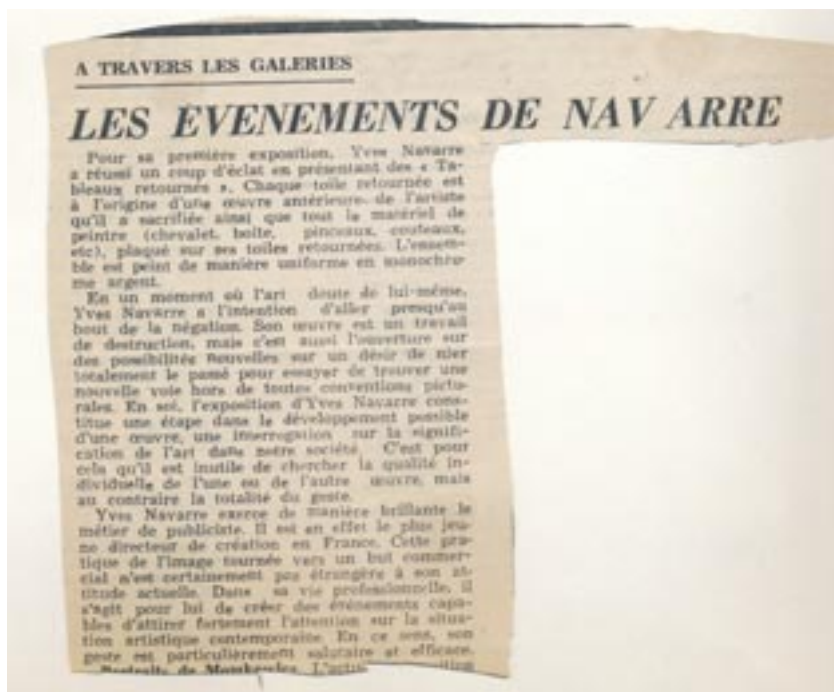 A TRAVERS LES GALERIES
LES EVENEMENTS DE NAV ARRE
Pour sa première exposition, Yves Navarre
a réussi un coup d'éclat en présentant des « Ta-
bleaux retournés ». Chaque toile retournée est
à l'origine d'une œuvre antérieure de l'artiste
qu'il a sacrifiée ainsi que tout le matériel de
peintre (chevalet, boîte, pinceaux, couteaux,
etc), plaqué sur ses toiles retournées. L'ensem-
ble est peint de manière uniforme en monochro-
me argent.
En un moment où l'art doute de lui-même,
Yves Navarre a l'intention d'aller presqu'au
bout de la négation. Son œuvre est un travail
de destruction, mais c'est aussi l'ouverture sur
des possibilités nouvelles sur un désir de nier
totalement le passé pour essayer de trouver une
nouvelle voie hors de toutes conventions pictu-
rales. En soi, l'exposition d'Yves Navarre cons-
titue une étape dans le développement possible
d'une œuvre, une interrogation sur la signifi-
cation de l'art dans notre société. C'est pour
cela qu'il est inutile de chercher la qualité in-
dividuelle de l'une ou de l'autre œuvre, mais
au contraire la totalité du geste.
Yves Navarre exerce de manière brillante le
métier de publiciste. Il est en effet le plus jeu-
ne directeur de création en France. Cette pra-
tique de l'image tournée vers un but commer-
cial n'est certainement pas étrangère à son at-
titude actuelle. Dans sa vie professionnelle, il
s'agit pour lui de créer des événements capa-
bles d'attirer fortement l'attention sur la situa-
tion artistique contemporaine. En ce sens, son
geste est particulièrement salutaire et efficace.
Portraits de